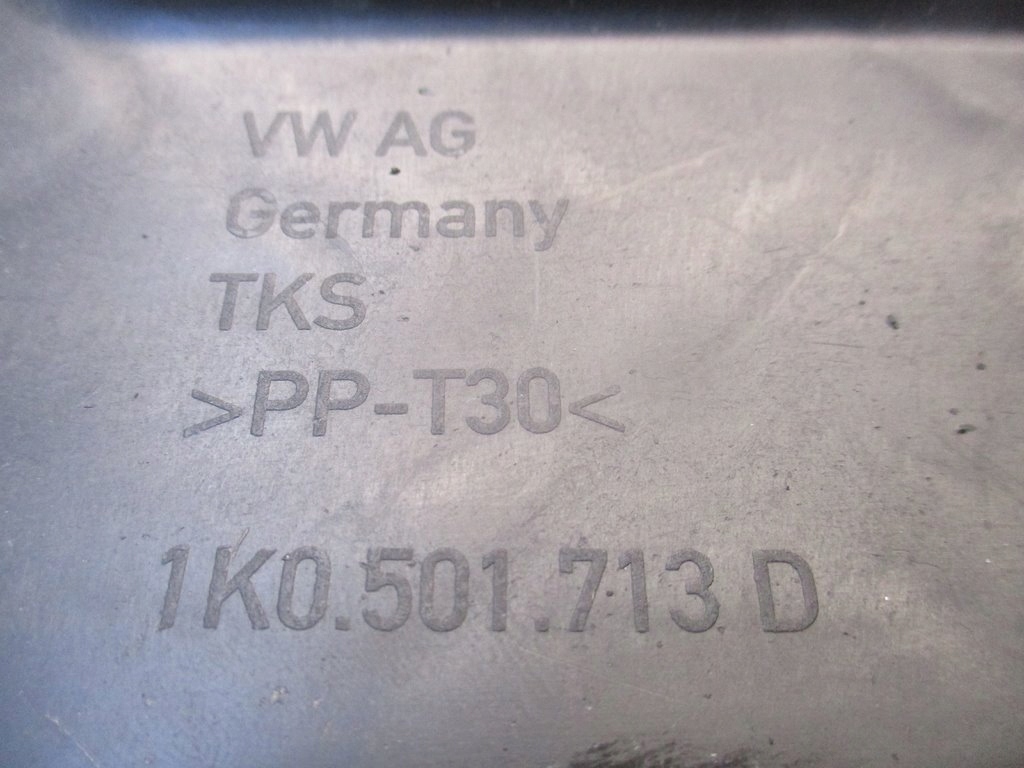 VW AG
Germany
TKS
>PP-T30<
1K0.501.713 D